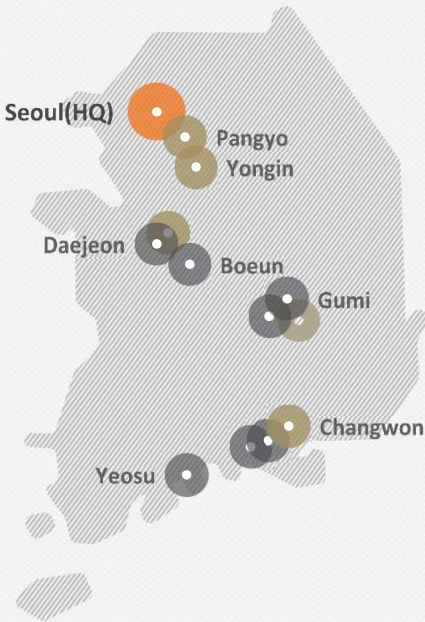 Seoul(HQ)
Pangyo
Yongin
Daejeon
Boeun
Gumi
Changwon
Yeosu